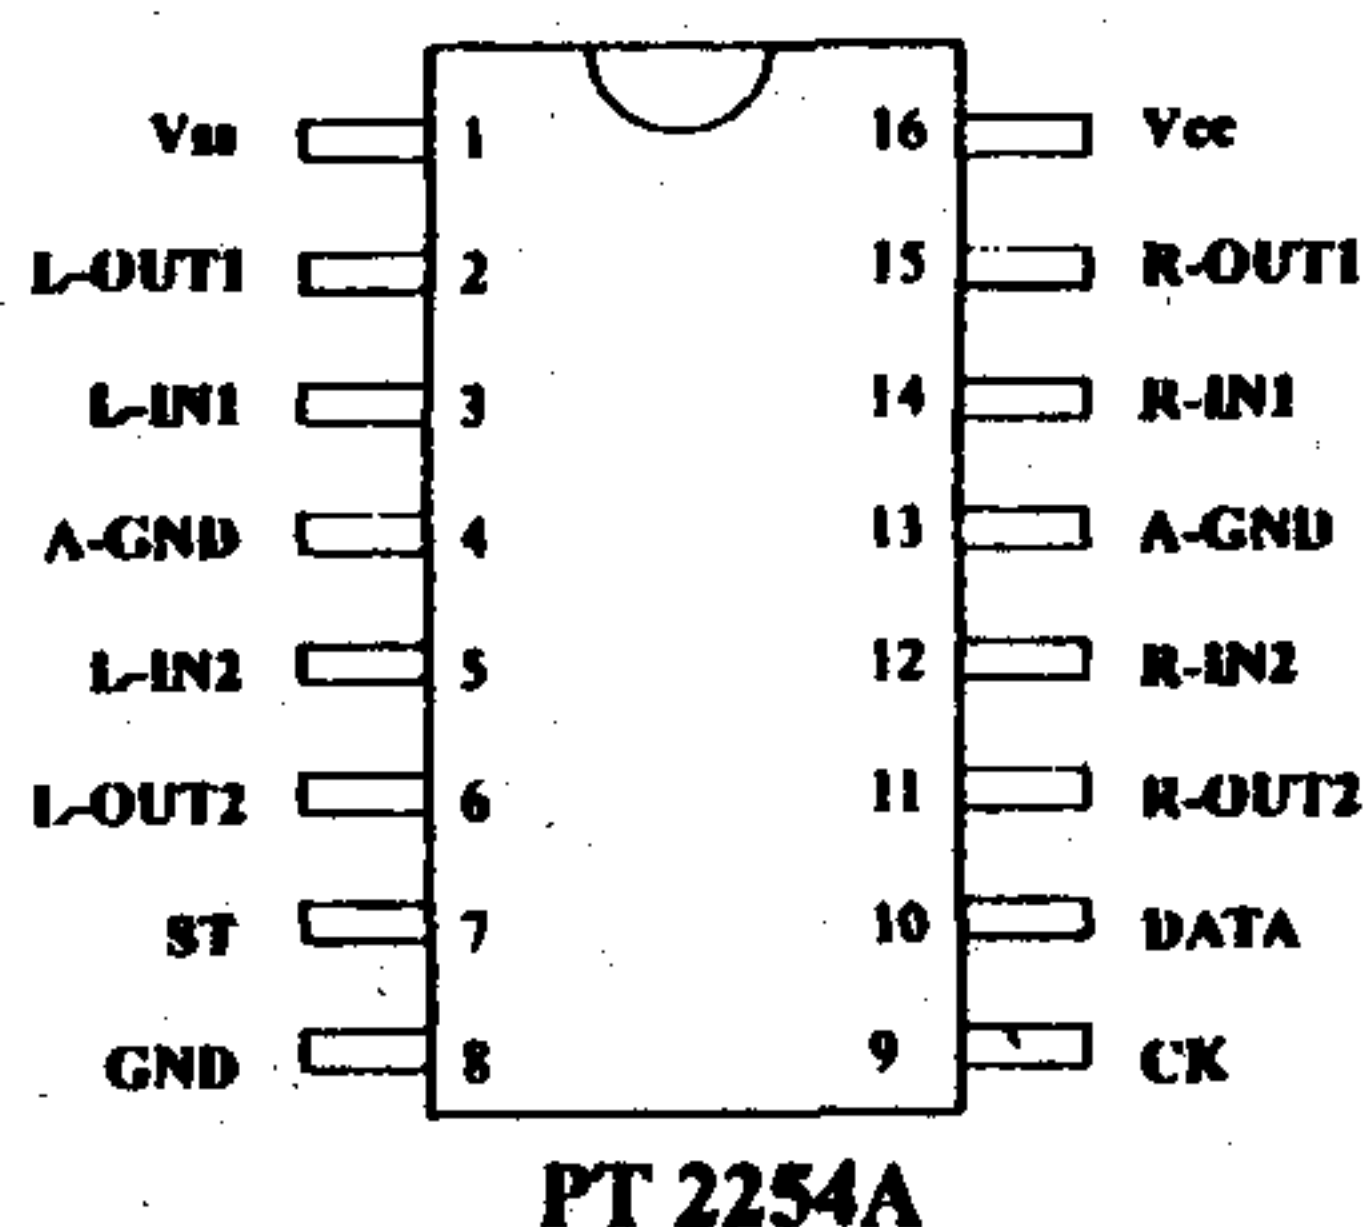 Vss 1 16 Vcc
L-OUT1 2 15 R-OUT1
L-IN1 3 14 R-IN1
A-GND 4 13 A-GND
L-IN2 5 12 R-IN2
L-OUT2 6 11 R-OUT2
ST 7 10 DATA
GND 8 9 CK
PT 2254A